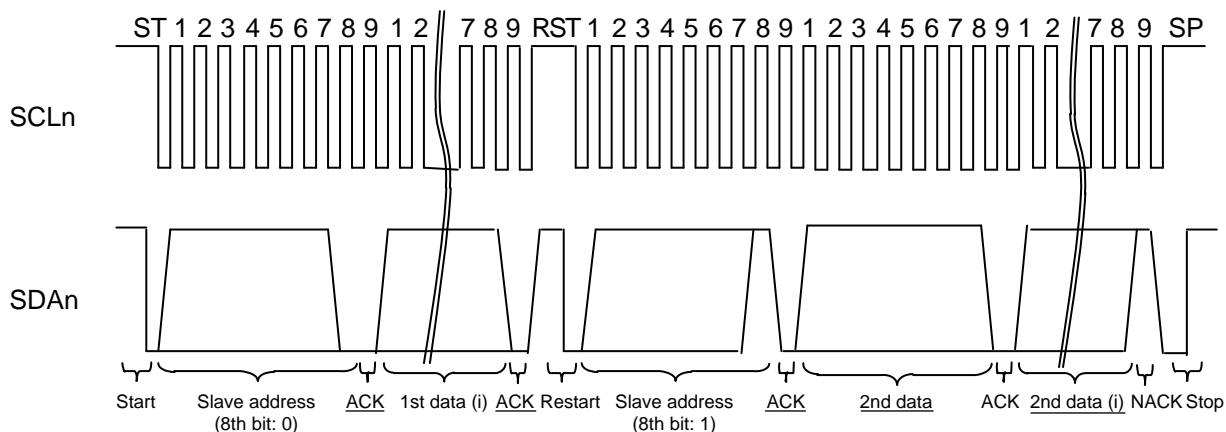 ST 1 2 3 4 5 6 7 8 9 1 2 7 8 9 RST 1 2 3 4 5 6 7 8 9 1 2 3 4 5 6 7 8 9 1 2 7 8 9 SP
SCLn
SDAn
Start Slave address ACK 1st data (i) ACK Restart Slave address ACK 2nd data ACK 2nd data (i) NACK Stop
(8th bit: 0) (8th bit: 1)